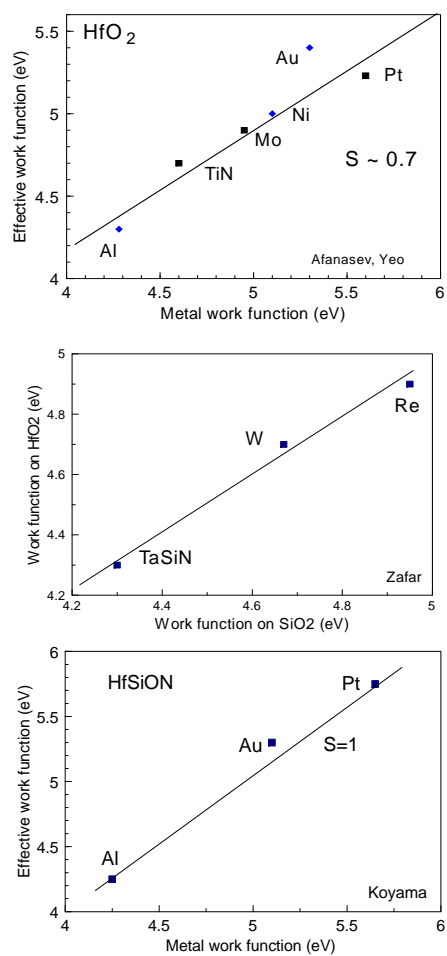 HfO2
Effective work function (eV)
5.5
5
4.5
4
Au
Pt
Ni
Mo
TiN
S ~ 0.7
Al
Afanasev, Yeo
4 4.5 5 5.5 6
Metal work function (eV)
Work function on HfO2 (eV)
5
4.8
4.6
4.4
4.2
Re
W
TaSiN
Zafar
4.2 4.4 4.6 4.8 5
Work function on SiO2 (eV)
Effective work function (eV)
6
5.5
5
4.5
4
HfSiON
Pt
Au
S=1
Al
Koyama
4 4.5 5 5.5 6
Metal work function (eV)